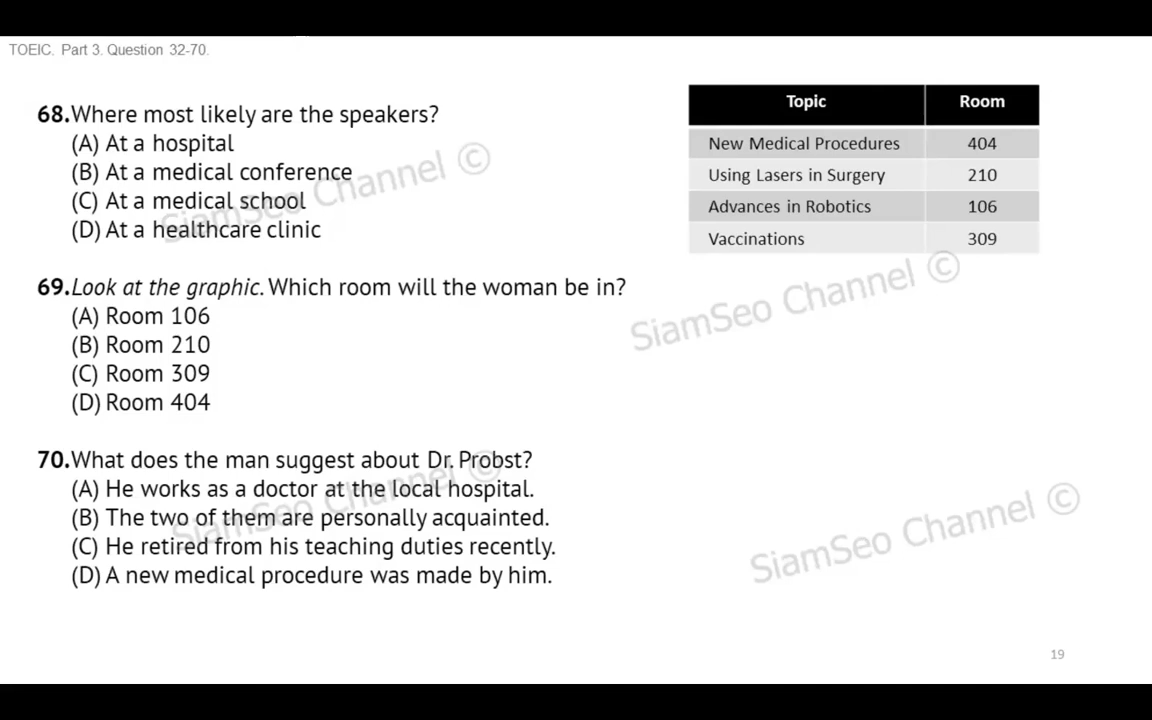 TOEIC. Part 3. Question 32-70.
68.Where most likely are the speakers?
(A) At a hospital
(B) At a medical conference
(C) At a medical school
(D) At a healthcare clinic
69.Look at the graphic. Which room will the woman be in?
(A) Room 106
(B) Room 210
(C) Room 309
(D) Room 404
70.What does the man suggest about Dr. Probst?
(A) He works as a doctor at the local hospital.
(B) The two of them are personally acquainted.
(C) He retired from his teaching duties recently.
(D) A new medical procedure was made by him.
Topic Room
New Medical Procedures 404
Using Lasers in Surgery 210
Advances in Robotics 106
Vaccinations 309
SiamSeo Channel ©
SiamSeo Channel ©
SiamSeo Channel ©
SiamSeo Channel ©
19